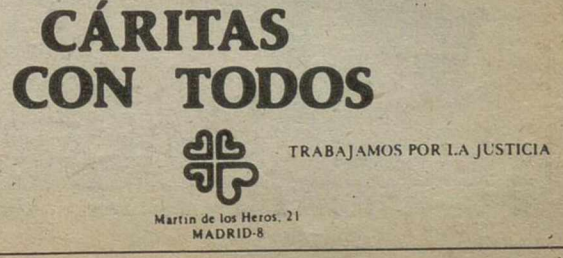 CÁRITAS
CON TODOS
TRABAJAMOS POR LA JUSTICIA
Martín de los Heros, 21
MADRID-8